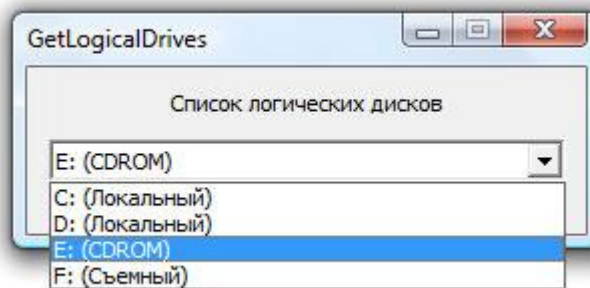 GetLogicalDrives
Список логических дисков
E: (CDROM)
C: (Локальный)
D: (Локальный)
E: (CDROM)
F: (Съемный)